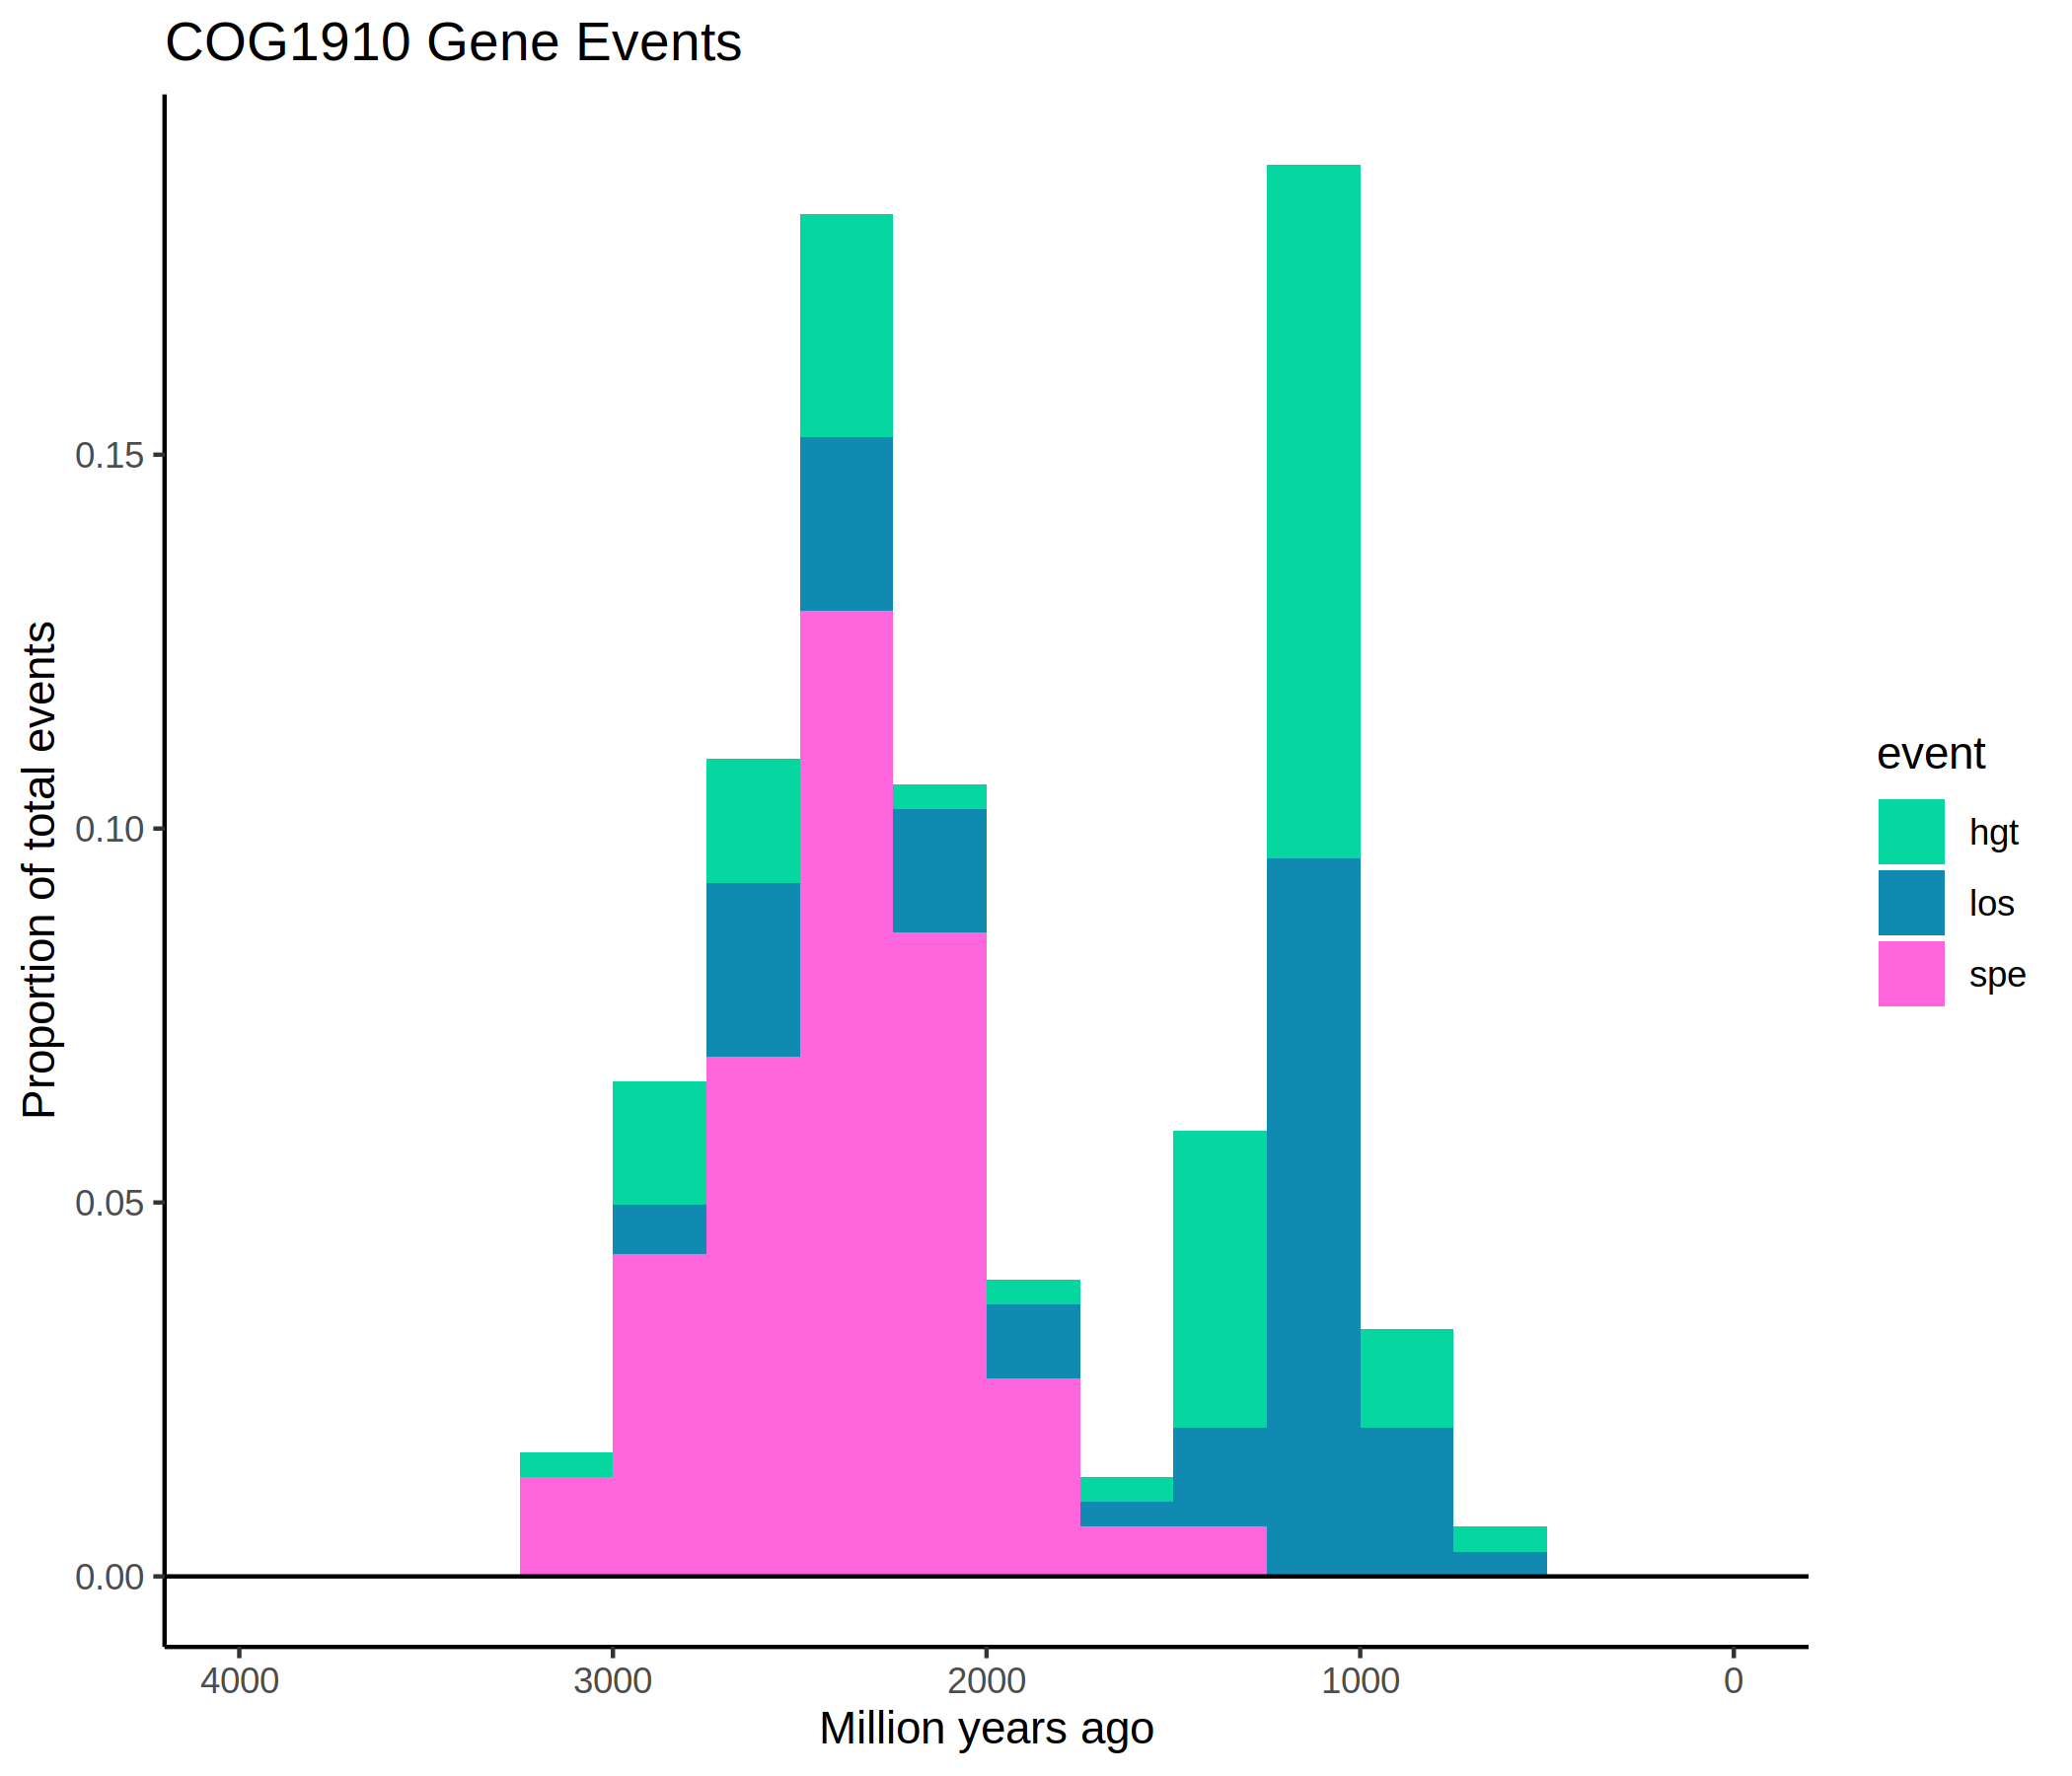 COG1910 Gene Events
Proportion of total events
0.15
0.10
0.05
0.00
4000 3000 2000 1000 0
Million years ago
event
hgt
los
spe